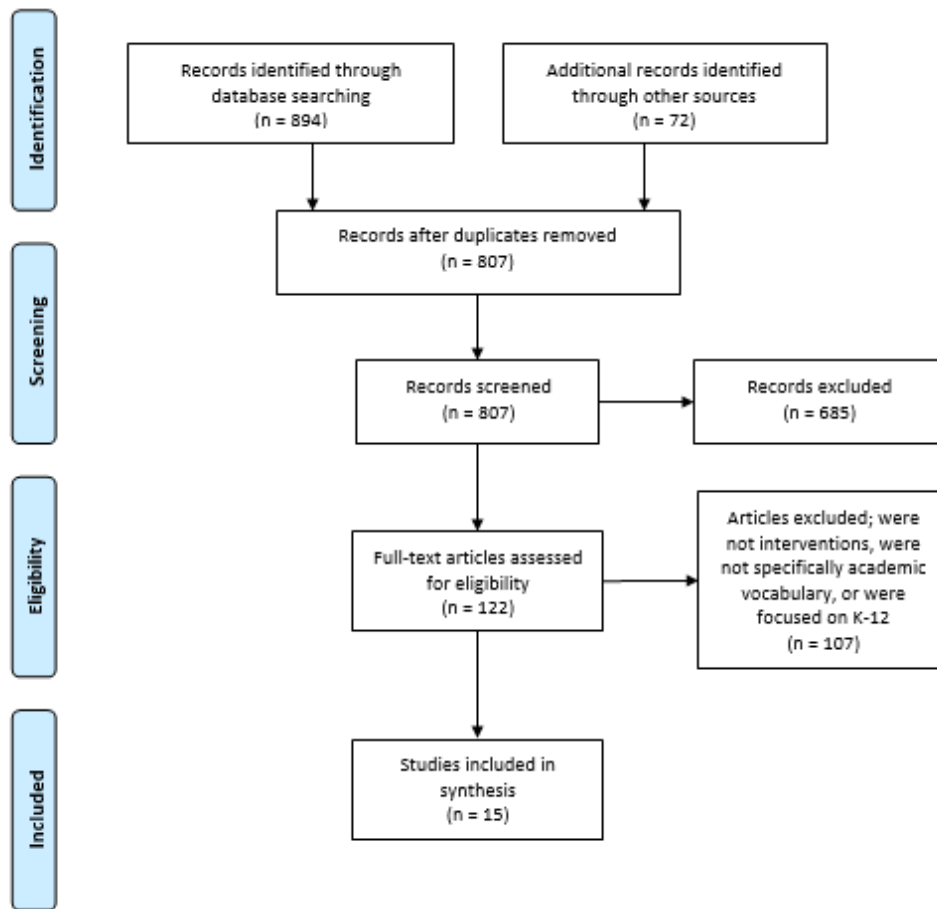 Identification
Records identified through
database searching
(n = 894)
Additional records identified
through other sources
(n = 72)
Records after duplicates removed
(n = 807)
Screening
Records screened
(n = 807)
Records excluded
(n = 685)
Eligibility
Full-text articles assessed
for eligibility
(n = 122)
Articles excluded; were
not interventions, were
not specifically academic
vocabulary, or were
focused on K-12
(n = 107)
Included
Studies included in
synthesis
(n = 15)